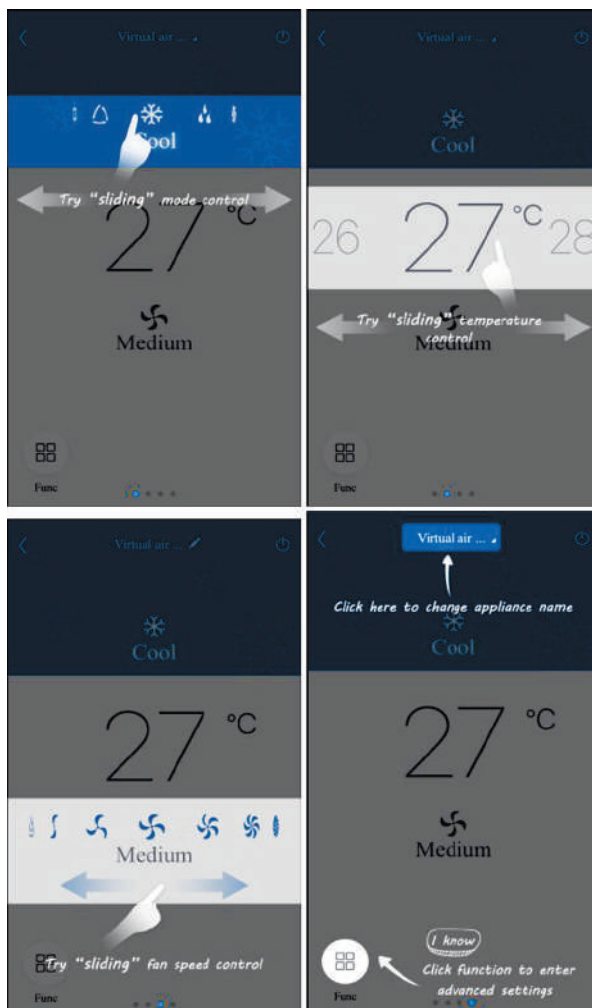 Virtual air ...
Cool
Try “sliding” mode control
27 °C
Medium
Func
Virtual air ...
Cool
26 27 °C 28
Try “sliding” temperature
control
Medium
Func
Virtual air ...
Cool
27 °C
Medium
Try “sliding” fan speed control
Func
Virtual air ...
Click here to change appliance name
Cool
27 °C
Medium
I know
Click function to enter
advanced settings
Func